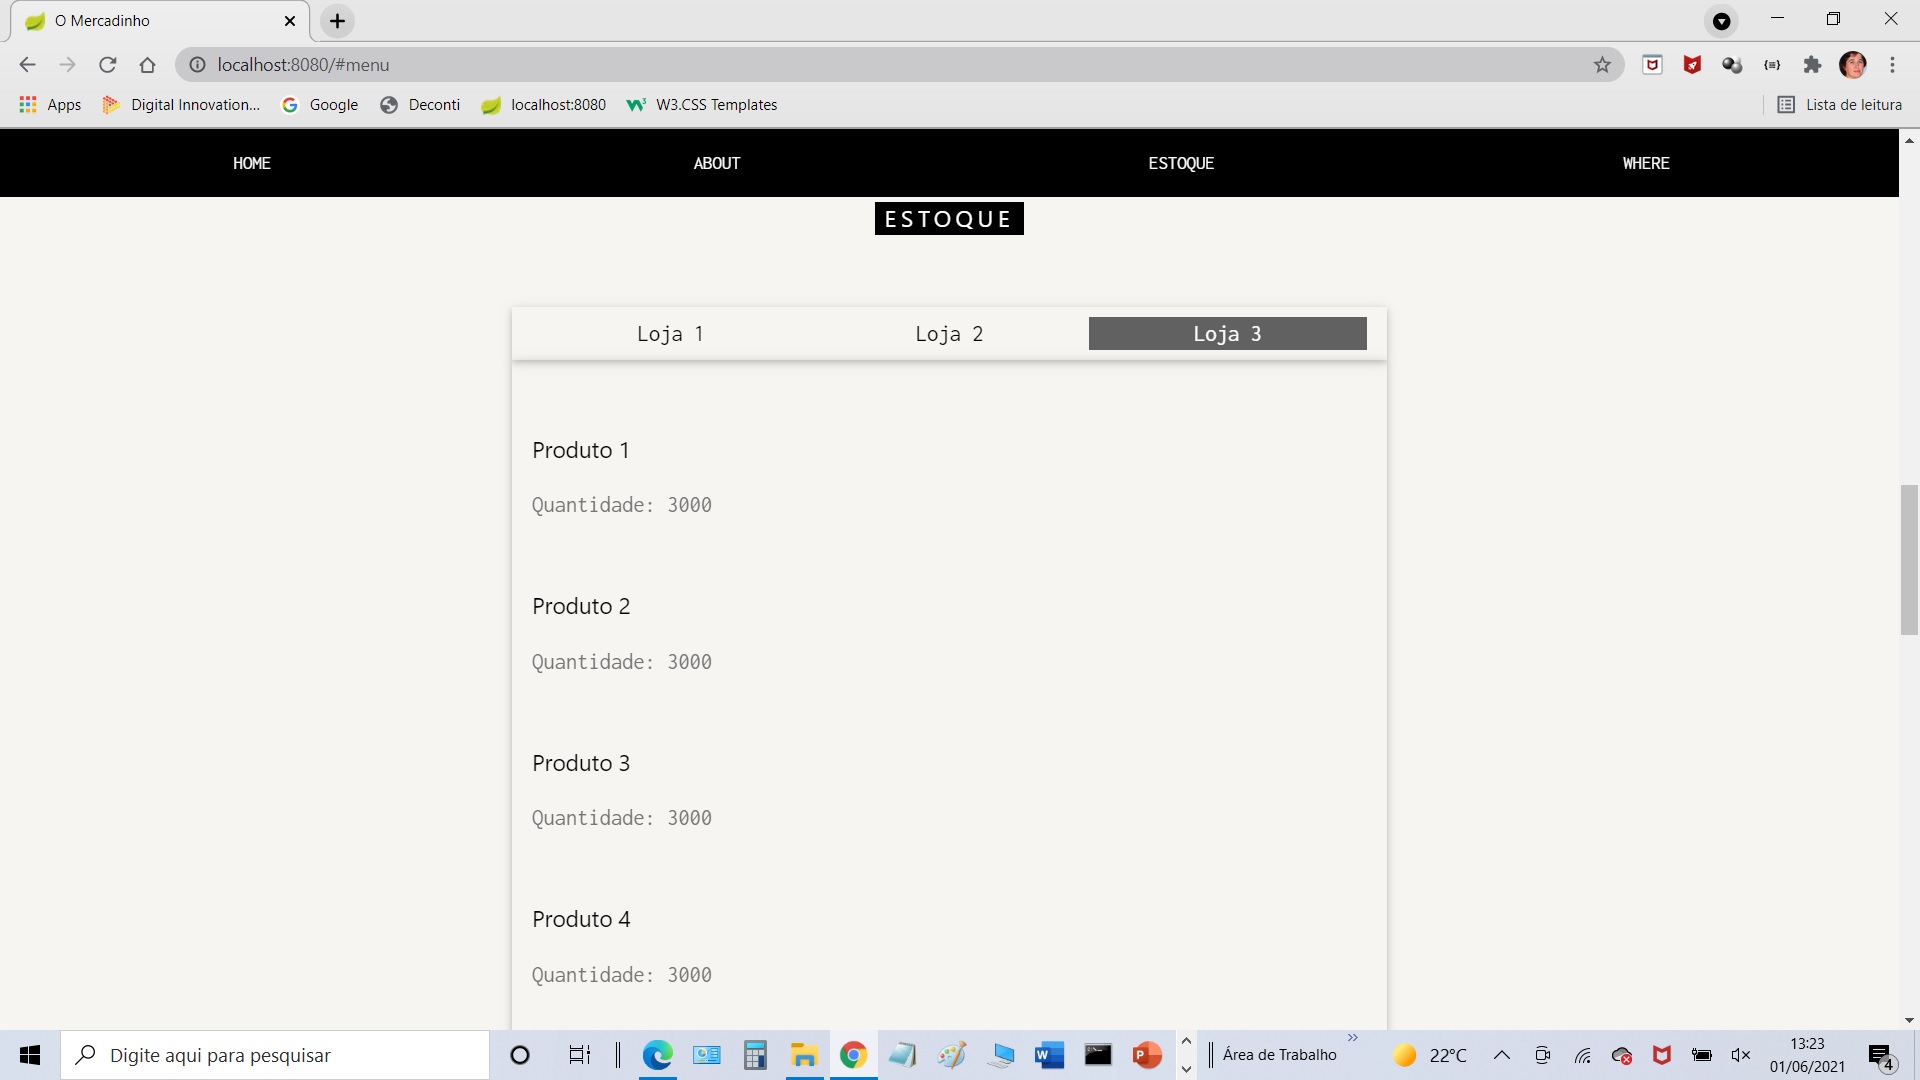 O Mercadinho
localhost:8080/#menu
Apps
Digital Innovation...
Google
Deconti
localhost:8080
W3.CSS Templates
Lista de leitura
HOME
ABOUT
ESTOQUE
WHERE
ESTOQUE
Loja 1
Loja 2
Loja 3
Produto 1
Quantidade: 3000
Produto 2
Quantidade: 3000
Produto 3
Quantidade: 3000
Produto 4
Quantidade: 3000
Digite aqui para pesquisar
Área de Trabalho
22°C
13:23
01/06/2021
4